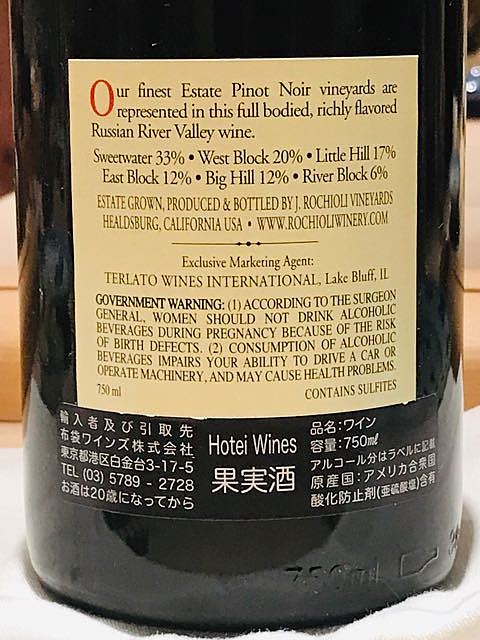 Our finest Estate Pinot Noir vineyards are
represented in this full bodied, richly flavored
Russian River Valley wine.
Sweetwater 33% • West Block 20% • Little Hill 17%
East Block 12% • Big Hill 12% • River Block 6%
ESTATE GROWN, PRODUCED & BOTTLED BY J. ROCHIOLI VINEYARDS
HEALDSBURG, CALIFORNIA USA • WWW.ROCHIOLIWINERY.COM
Exclusive Marketing Agent:
TERLATO WINES INTERNATIONAL, Lake Bluff, IL
GOVERNMENT WARNING: (1) ACCORDING TO THE SURGEON
GENERAL, WOMEN SHOULD NOT DRINK ALCOHOLIC
BEVERAGES DURING PREGNANCY BECAUSE OF THE RISK
OF BIRTH DEFECTS. (2) CONSUMPTION OF ALCOHOLIC
BEVERAGES IMPAIRS YOUR ABILITY TO DRIVE A CAR OR
OPERATE MACHINERY, AND MAY CAUSE HEALTH PROBLEMS.
750 ml CONTAINS SULFITES
輸入者及び引取先
布袋ワインズ株式会社
東京都港区白金台3-17-5
TEL (03) 5789 - 2728
お酒は20歳になってから
Hotei Wines
果実酒
品名:ワイン
容量:750㎖
アルコール分はラベルに記載
原産国:アメリカ合衆国
酸化防止剤(亜硫酸塩)含有
750ml